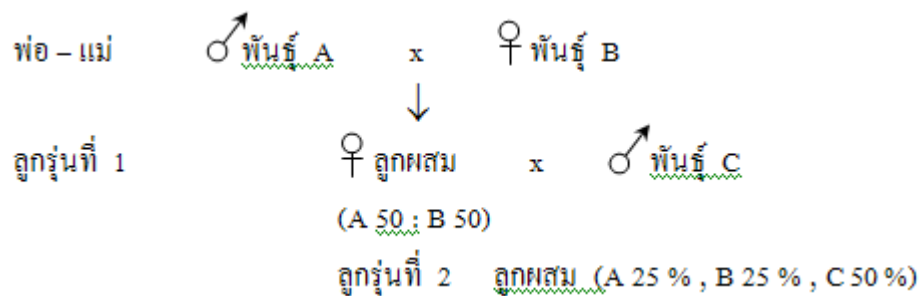 พ่อ – แม่ ♂ พันธุ์ A x ♀ พันธุ์ B
↓
ลูกรุ่นที่ 1 ♀ ลูกผสม x ♂ พันธุ์ C
(A 50 : B 50)
ลูกรุ่นที่ 2 ลูกผสม (A 25 % , B 25 % , C 50 %)